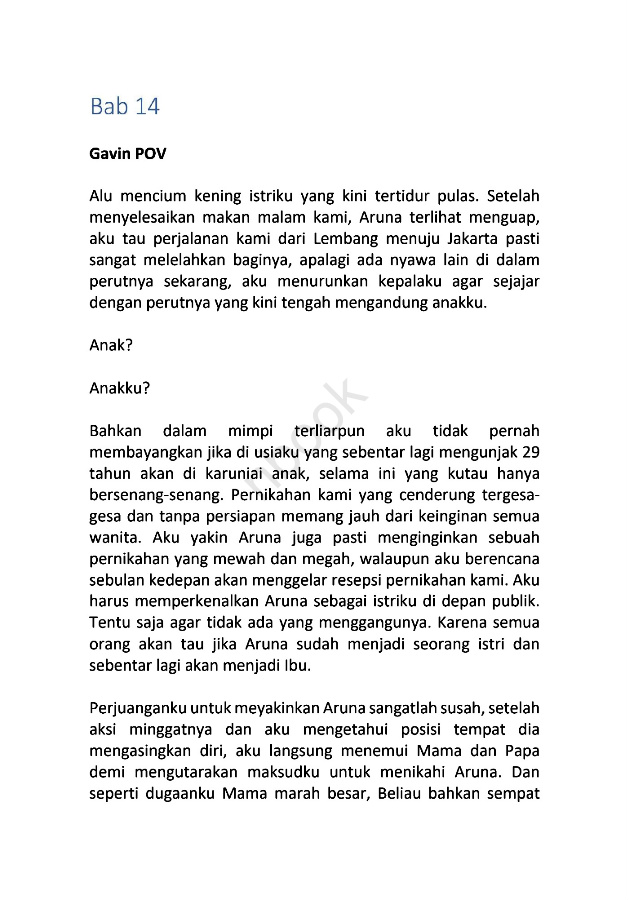 Bab 14
Gavin POV
Alu mencium kening istriku yang kini tertidur pulas. Setelah
menyelesaikan makan malam kami, Aruna terlihat menguap,
aku tau perjalanan kami dari Lembang menuju Jakarta pasti
sangat melelahkan baginya, apalagi ada nyawa lain di dalam
perutnya sekarang, aku menurunkan kepalaku agar sejajar
dengan perutnya yang kini tengah mengandung anakku.
Anak?
Anakku?
Bahkan dalam mimpi terliarpun aku tidak pernah
membayangkan jika di usiaku yang sebentar lagi mengunjak 29
tahun akan di karuniai anak, selama ini yang kutau hanya
bersenang-senang. Pernikahan kami yang cenderung tergesa-
gesa dan tanpa persiapan memang jauh dari keinginan semua
wanita. Aku yakin Aruna juga pasti menginginkan sebuah
pernikahan yang mewah dan megah, walaupun aku berencana
sebulan kedepan akan menggelar resepsi pernikahan kami. Aku
harus memperkenalkan Aruna sebagai istriku di depan publik.
Tentu saja agar tidak ada yang menggangunya. Karena semua
orang akan tau jika Aruna sudah menjadi seorang istri dan
sebentar lagi akan menjadi Ibu.
Perjuanganku untuk meyakinkan Aruna sangatlah susah, setelah
aksi minggatnya dan aku mengetahui posisi tempat dia
mengasingkan diri, aku langsung menemui Mama dan Papa
demi mengutarakan maksudku untuk menikahi Aruna. Dan
seperti dugaanku Mama marah besar, Beliau bahkan sempat